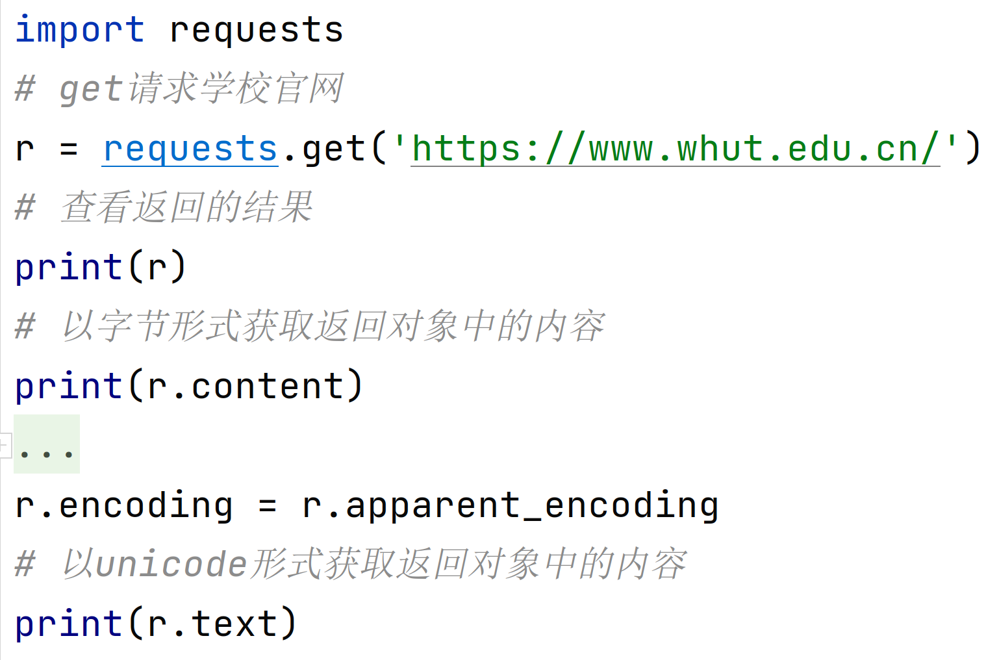 import requests
# get请求学校官网
r = requests.get('https://www.whut.edu.cn/')
# 查看返回的结果
print(r)
# 以字节形式获取返回对象中的内容
print(r.content)
...
r.encoding = r.apparent_encoding
# 以unicode形式获取返回对象中的内容
print(r.text)